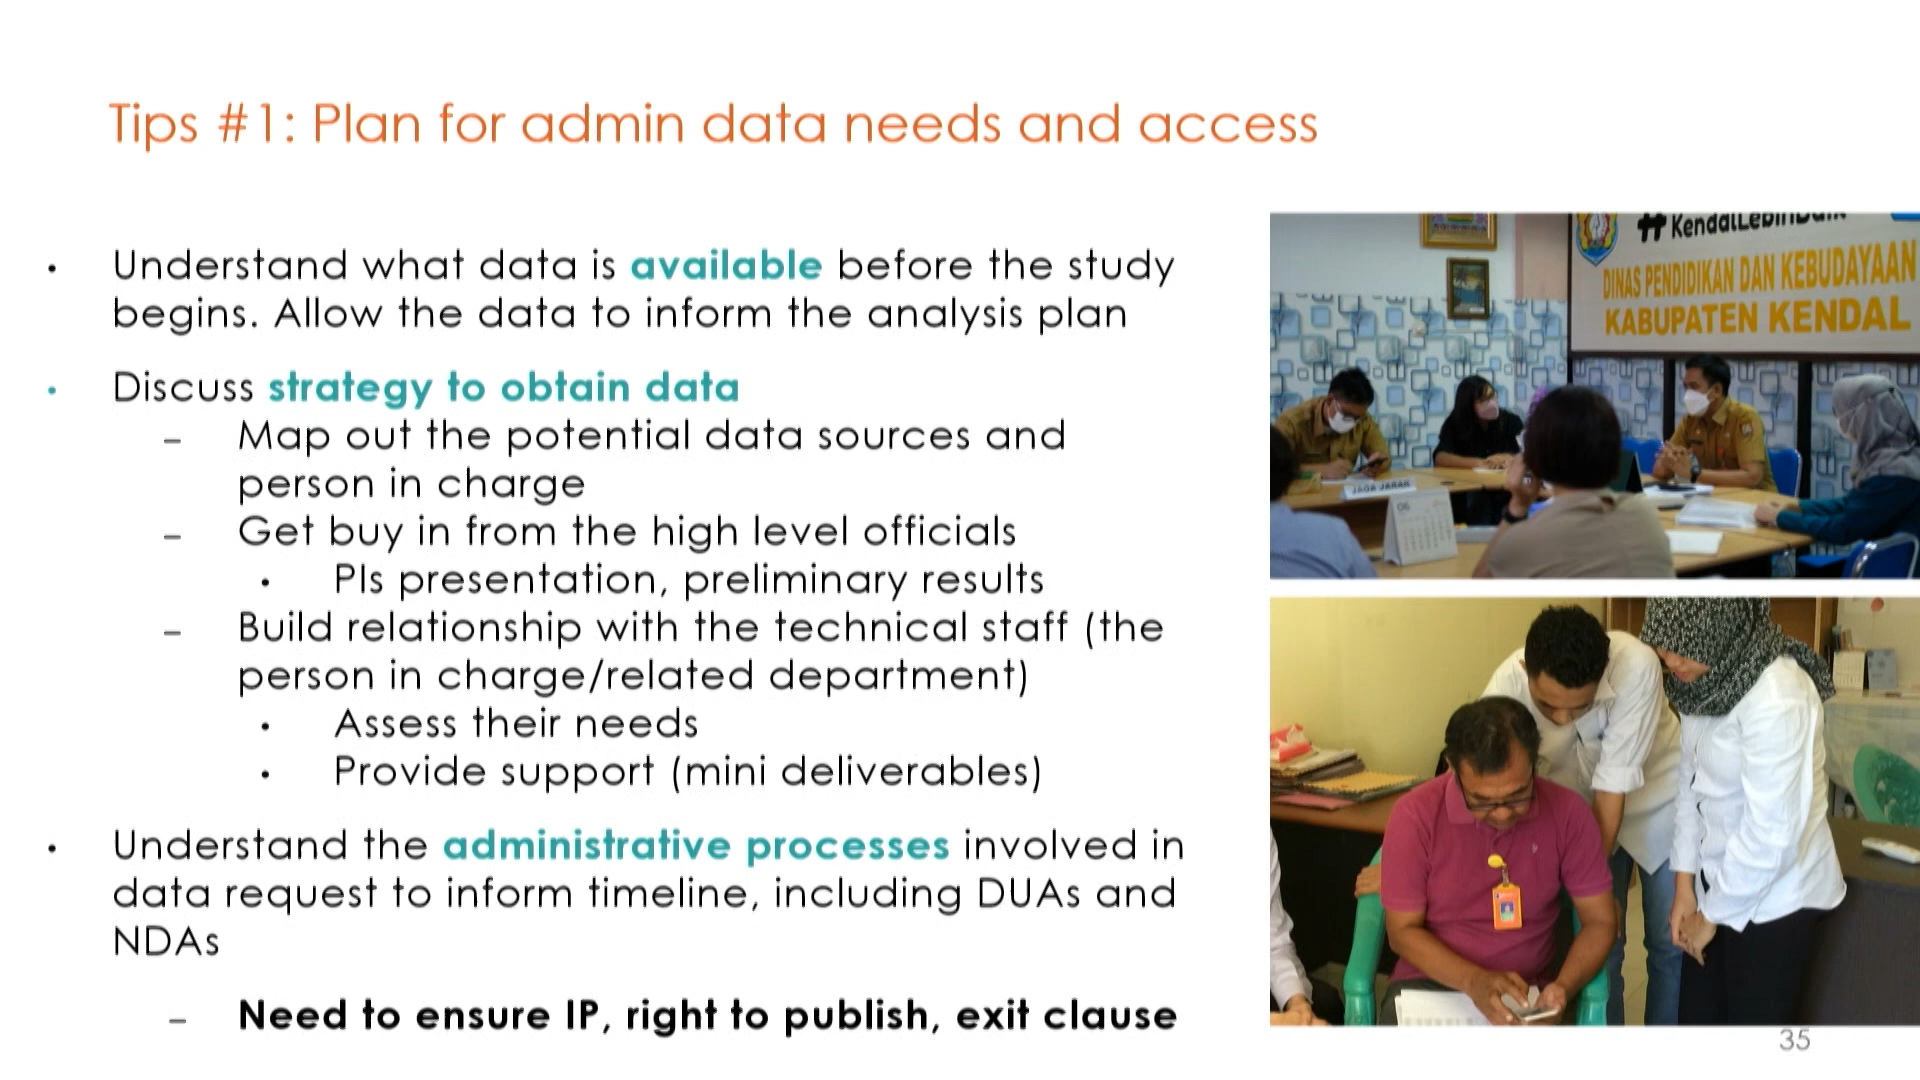 Tips #1: Plan for admin data needs and access
• Understand what data is available before the study
begins. Allow the data to inform the analysis plan
• Discuss strategy to obtain data
– Map out the potential data sources and
person in charge
– Get buy in from the high level officials
• PIs presentation, preliminary results
– Build relationship with the technical staff (the
person in charge/related department)
• Assess their needs
• Provide support (mini deliverables)
• Understand the administrative processes involved in
data request to inform timeline, including DUAs and
NDAs
– Need to ensure IP, right to publish, exit clause
#KendalLebihBaik
DINAS PENDIDIKAN DAN KEBUDAYAAN
KABUPATEN KENDAL
JAGA JARAK
06
35